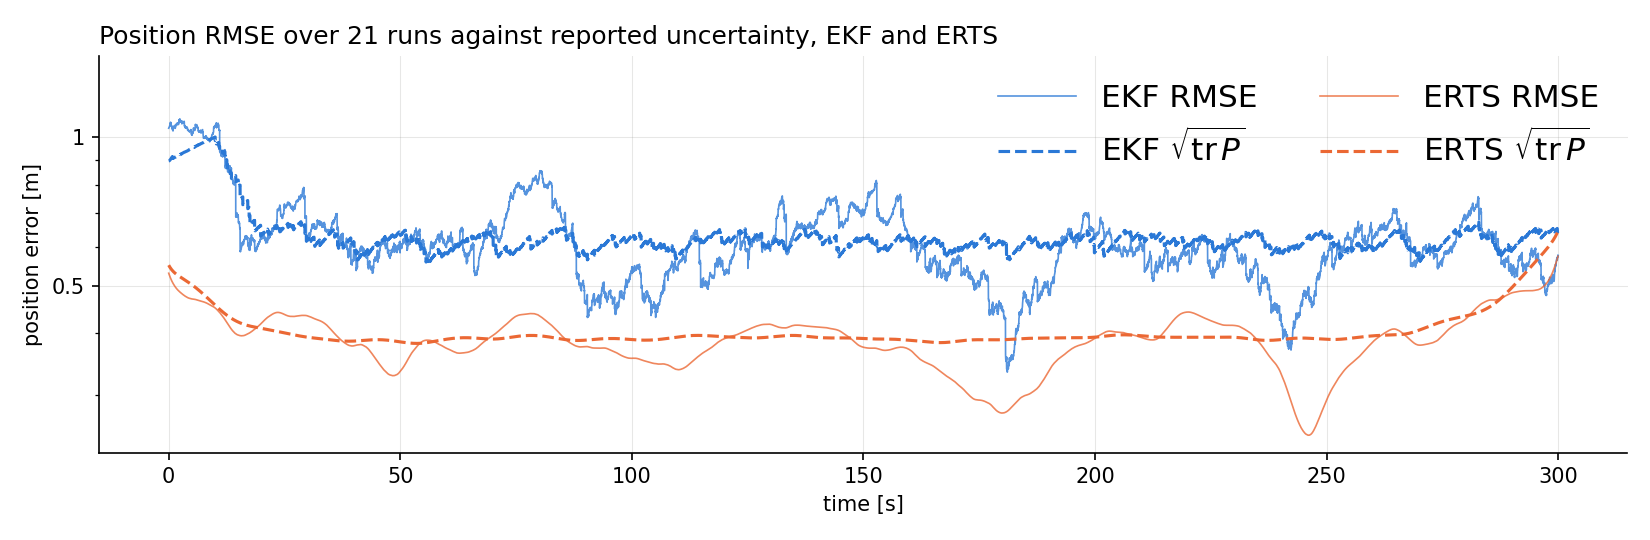 Position RMSE over 21 runs against reported uncertainty, EKF and ERTS
EKF RMSE
EKF √tr P
ERTS RMSE
ERTS √tr P
position error [m]
1
0.5
0
50
100
150
200
250
300
time [s]